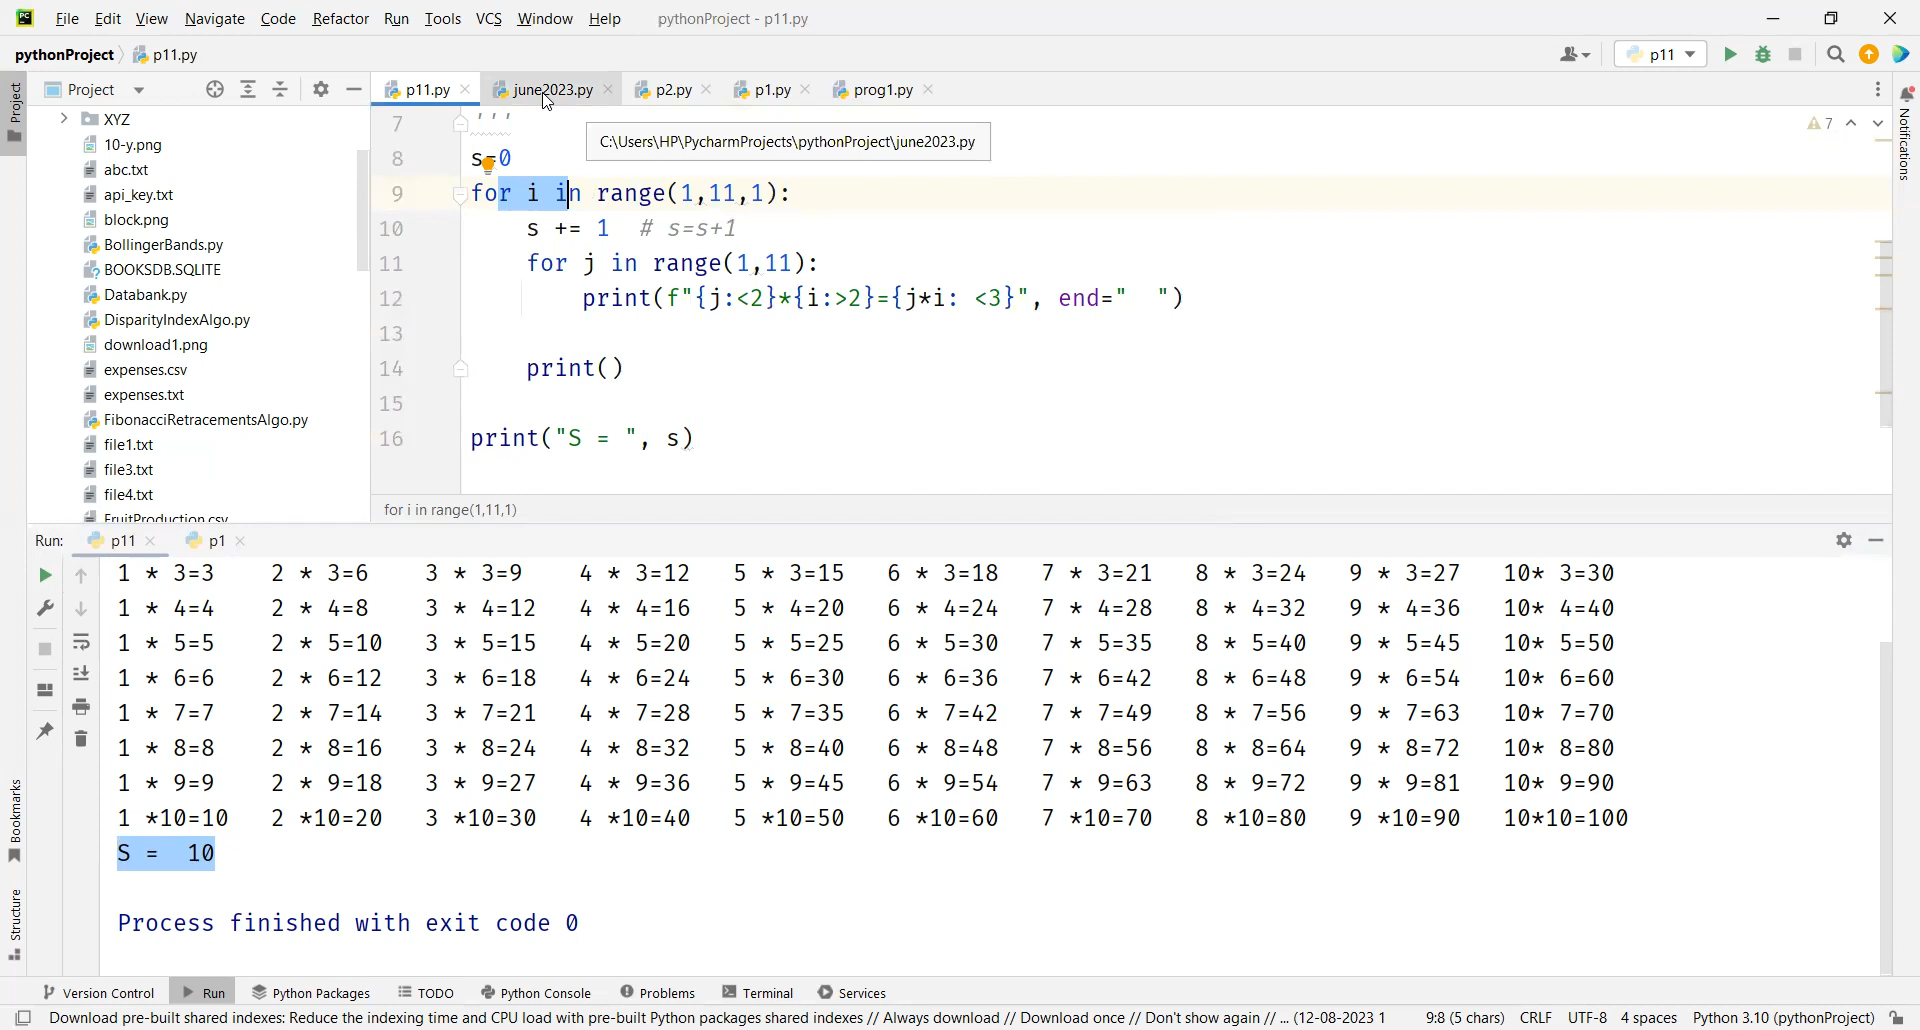 PC File Edit View Navigate Code Refactor Run Tools VCS Window Help pythonProject - p11.py
pythonProject p11.py p11
Project
p11.py june2023.py p2.py p1.py prog1.py
Project
Notifications
XYZ
10-y.png
abc.txt
api_key.txt
block.png
BollingerBands.py
BOOKSDB.SQLITE
Databank.py
DisparityIndexAlgo.py
download1.png
expenses.csv
expenses.txt
FibonacciRetracementsAlgo.py
file1.txt
file3.txt
file4.txt
FruitProduction.csv
C:\Users\HP\PycharmProjects\pythonProject\june2023.py
7
7 '''
8 s=0
9 for i in range(1,11,1):
10 s += 1 # s=s+1
11 for j in range(1,11):
12 print(f"{j:<2}*{i:>2}={j*i: <3}", end="  ")
13
14 print()
15
16 print("S = ", s)
for i in range(1,11,1)
Run: p11 p1
1 * 3=3 2 * 3=6 3 * 3=9 4 * 3=12 5 * 3=15 6 * 3=18 7 * 3=21 8 * 3=24 9 * 3=27 10* 3=30
1 * 4=4 2 * 4=8 3 * 4=12 4 * 4=16 5 * 4=20 6 * 4=24 7 * 4=28 8 * 4=32 9 * 4=36 10* 4=40
1 * 5=5 2 * 5=10 3 * 5=15 4 * 5=20 5 * 5=25 6 * 5=30 7 * 5=35 8 * 5=40 9 * 5=45 10* 5=50
1 * 6=6 2 * 6=12 3 * 6=18 4 * 6=24 5 * 6=30 6 * 6=36 7 * 6=42 8 * 6=48 9 * 6=54 10* 6=60
1 * 7=7 2 * 7=14 3 * 7=21 4 * 7=28 5 * 7=35 6 * 7=42 7 * 7=49 8 * 7=56 9 * 7=63 10* 7=70
1 * 8=8 2 * 8=16 3 * 8=24 4 * 8=32 5 * 8=40 6 * 8=48 7 * 8=56 8 * 8=64 9 * 8=72 10* 8=80
1 * 9=9 2 * 9=18 3 * 9=27 4 * 9=36 5 * 9=45 6 * 9=54 7 * 9=63 8 * 9=72 9 * 9=81 10* 9=90
1 *10=10 2 *10=20 3 *10=30 4 *10=40 5 *10=50 6 *10=60 7 *10=70 8 *10=80 9 *10=90 10*10=100
S =  10
Process finished with exit code 0
Bookmarks
Structure
Version Control Run Python Packages TODO Python Console Problems Terminal Services
Download pre-built shared indexes: Reduce the indexing time and CPU load with pre-built Python packages shared indexes // Always download // Download once // Don't show again // ... (12-08-2023 1 9:8 (5 chars) CRLF UTF-8 4 spaces Python 3.10 (pythonProject)